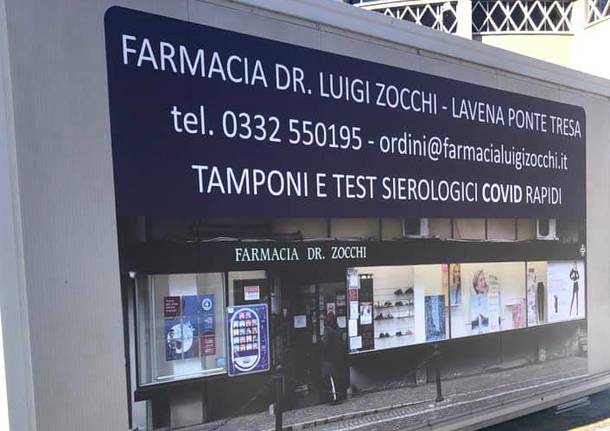 FARMACIA DR. LUIGI ZOCCHI - LAVENA PONTE TRESA
tel. 0332 550195 - ordini@farmacialuigizocchi.it
TAMPONI E TEST SIEROLOGICI COVID RAPIDI
FARMACIA DR. ZOCCHI